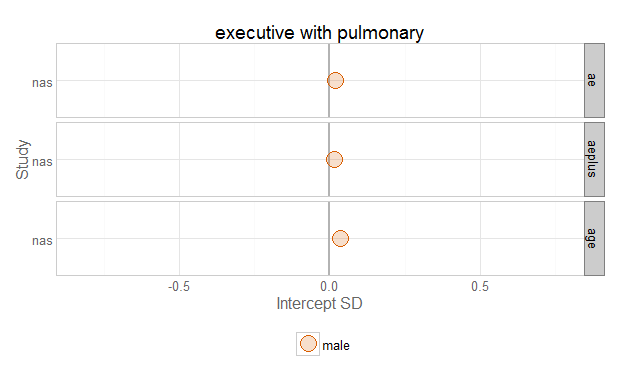 executive with pulmonary
nas
ae
nas
aeplus
nas
age
Study
-0.5
0.0
0.5
Intercept SD
male